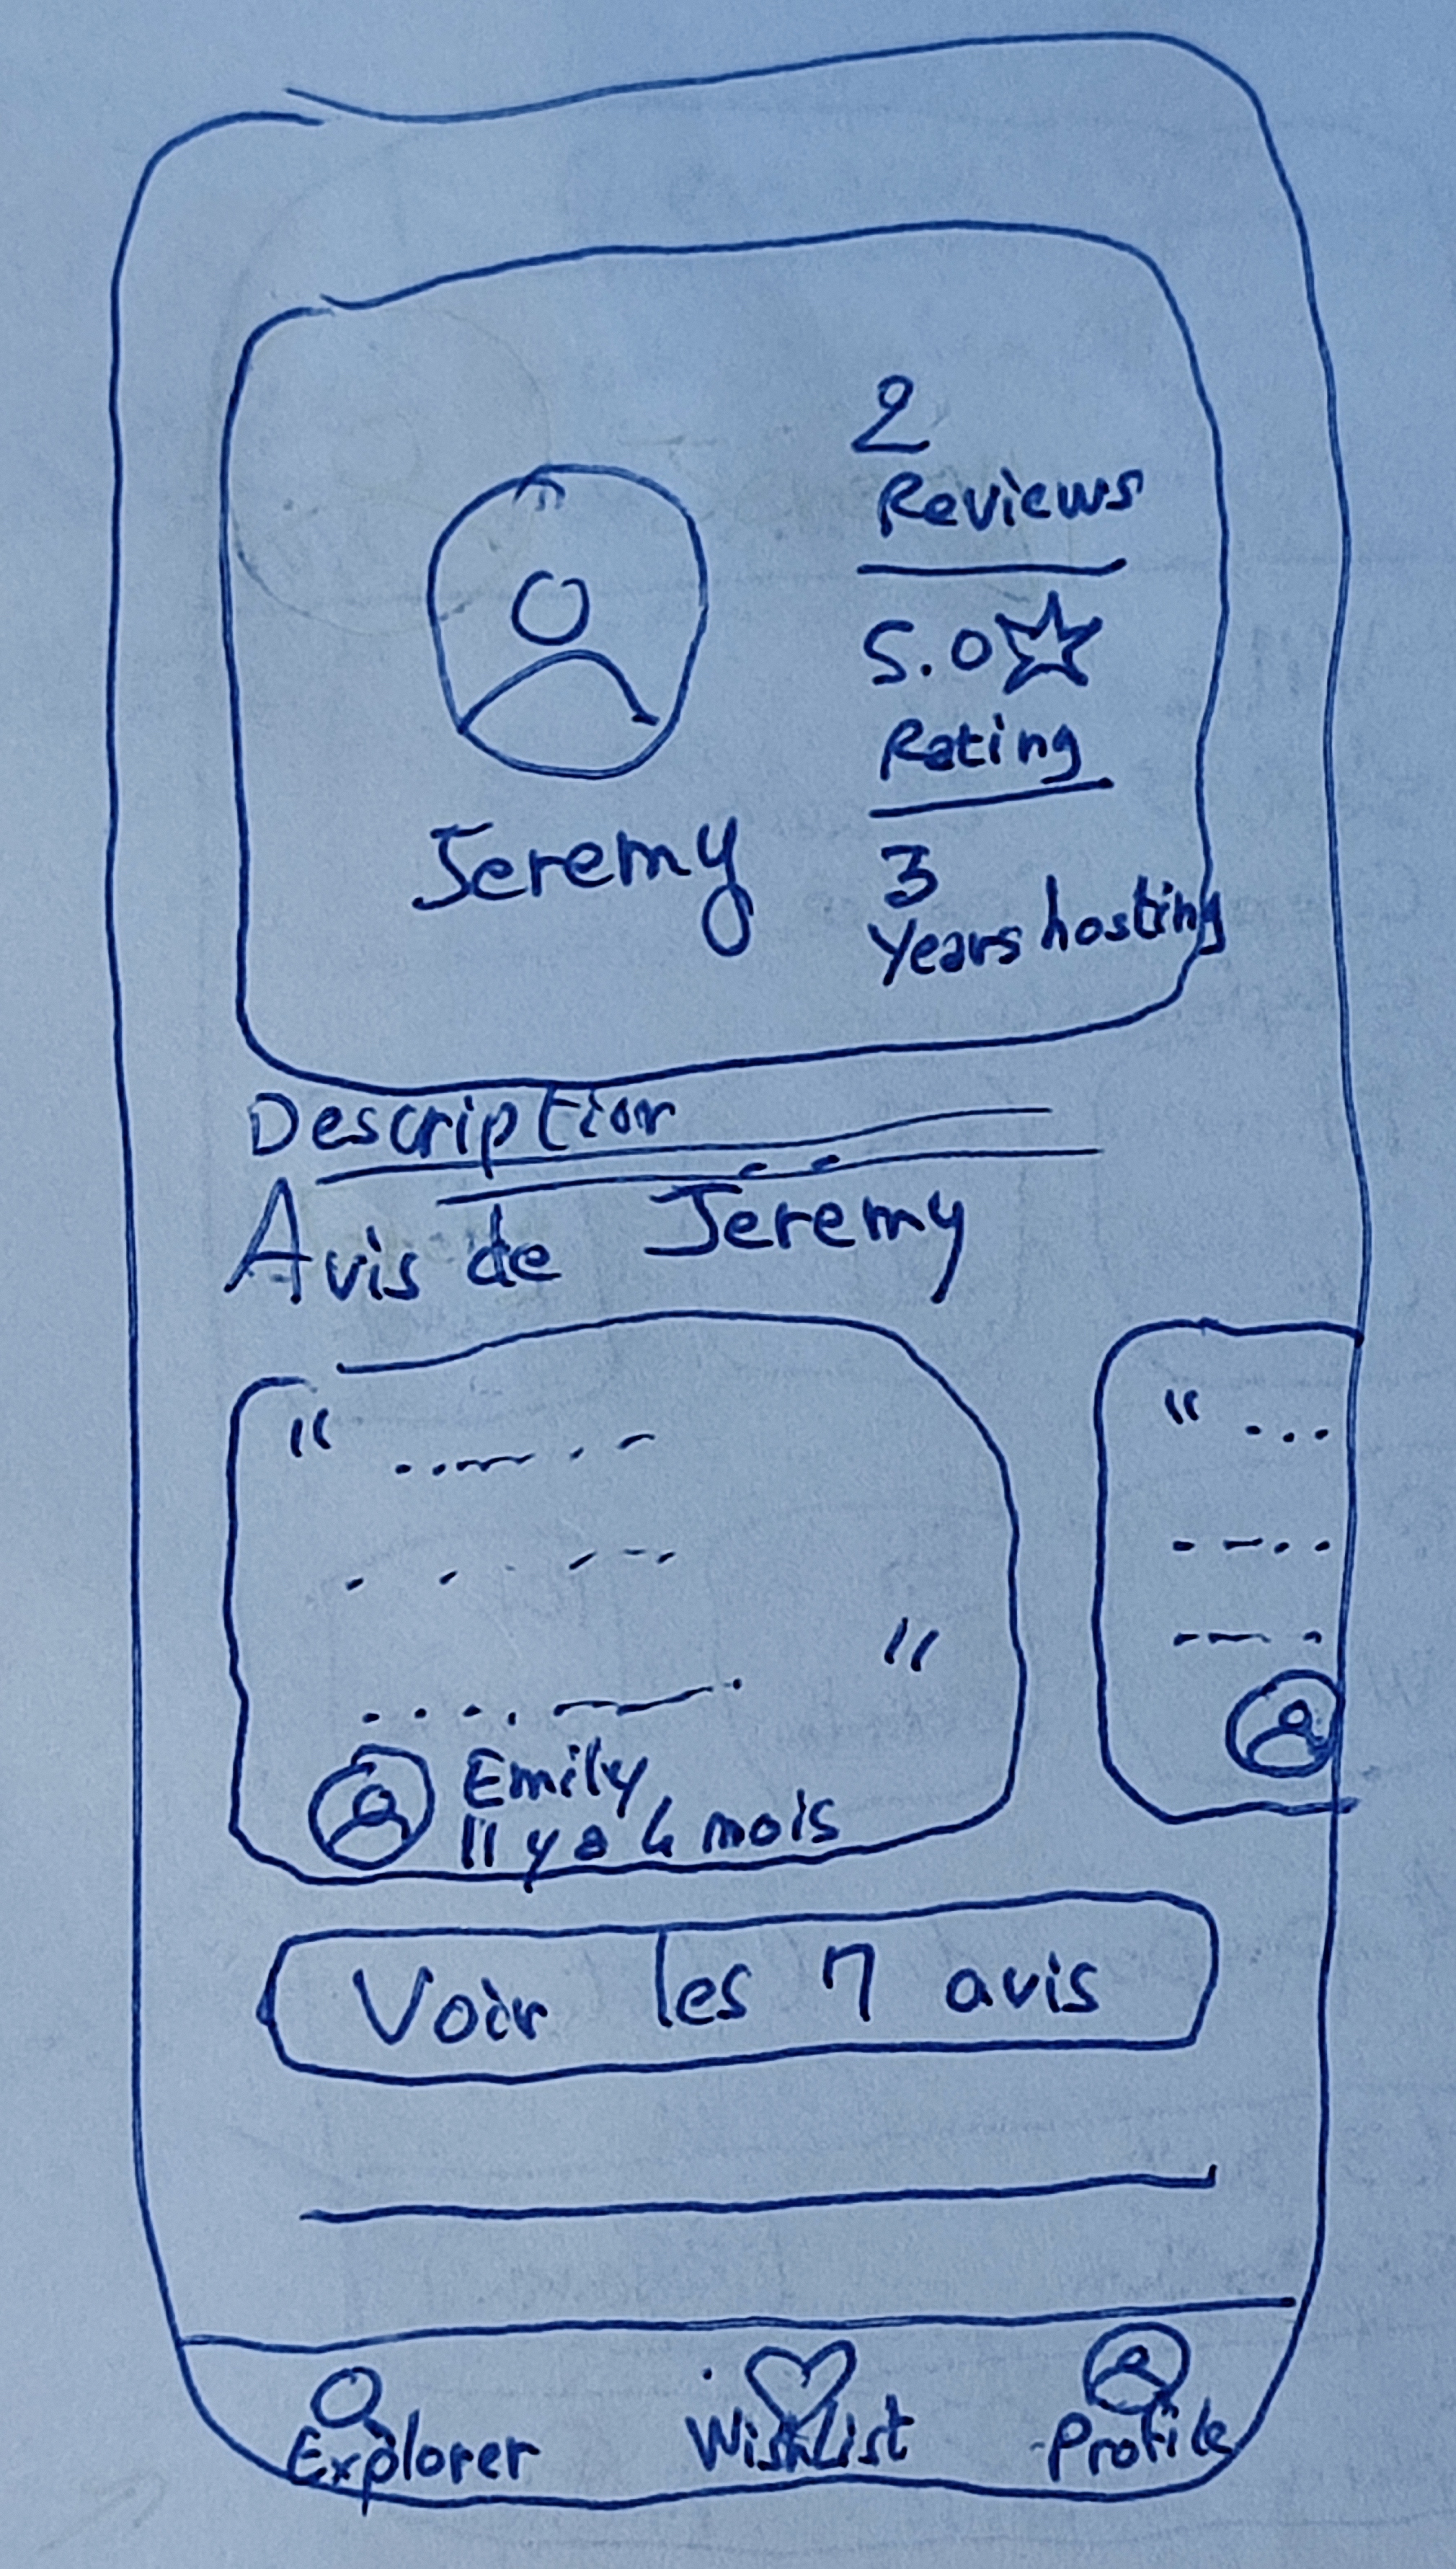 2
Reviews
5.0
Rating
3
Years hosting
Jeremy
Description
Avis de Jeremy
“ “
Emily
Il y a 4 mois
“
Voir les 7 avis
Explorer
Wishlist
Profile